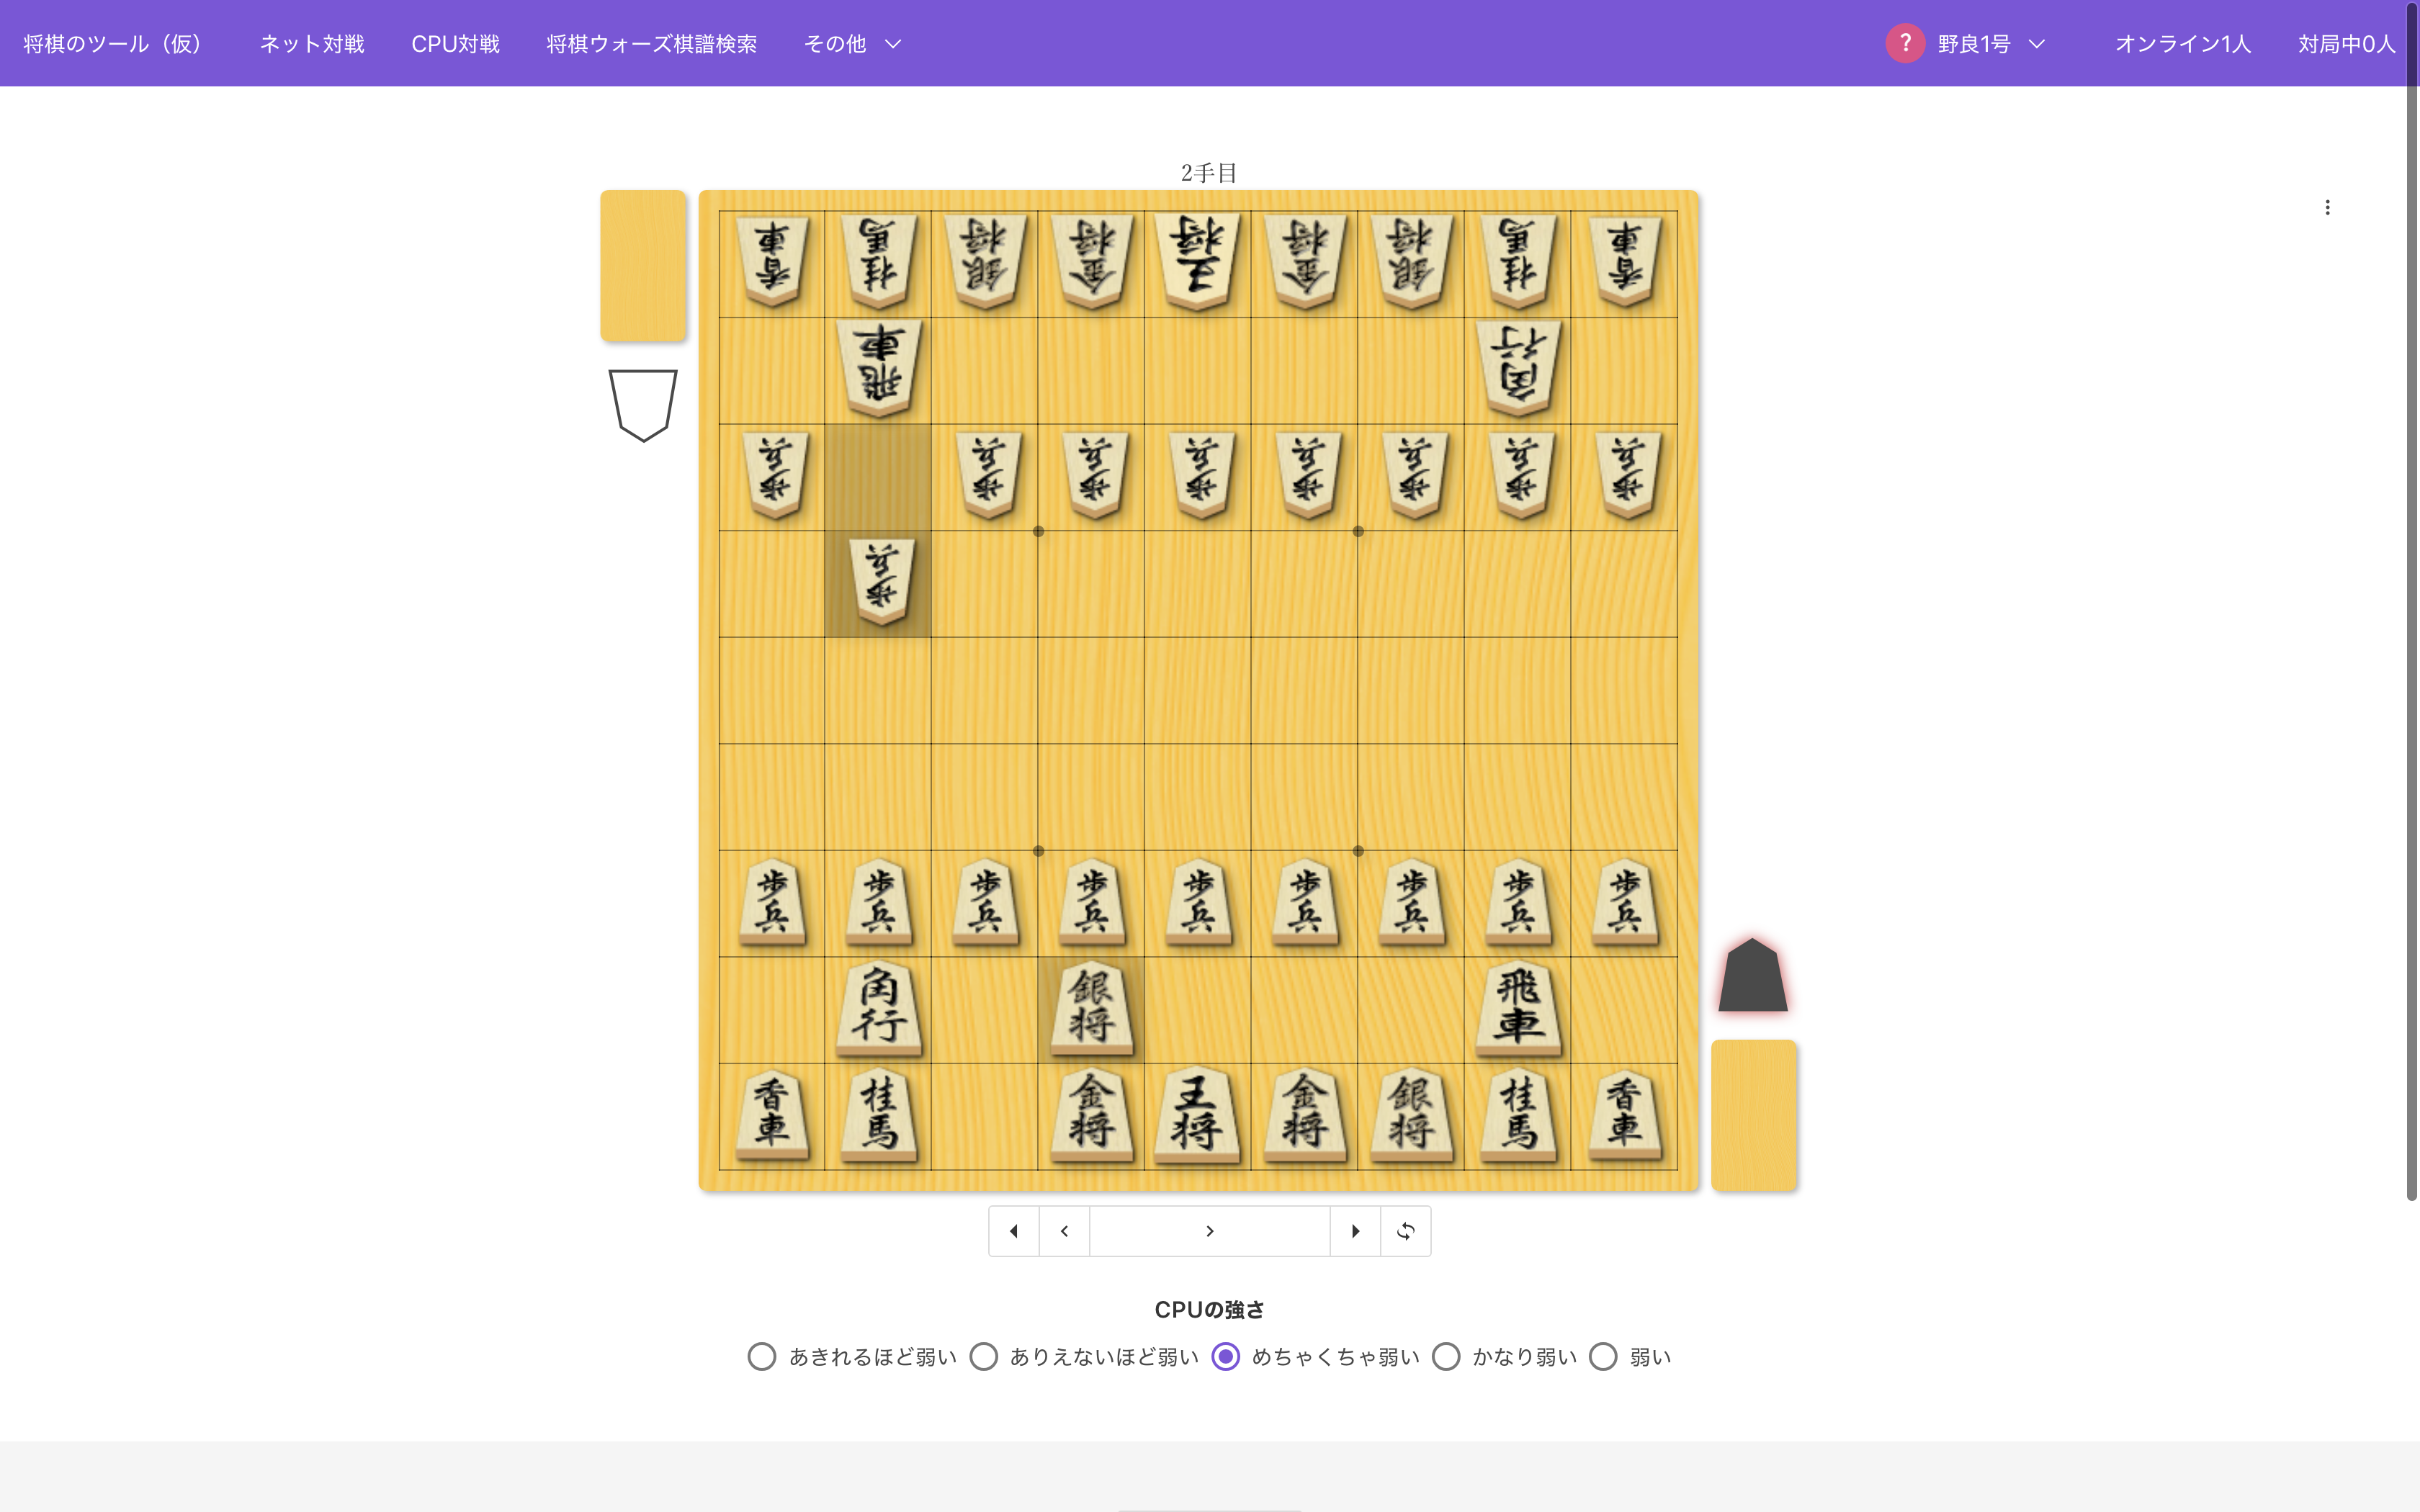 将棋のツール（仮） ネット対戦 CPU対戦 将棋ウォーズ棋譜検索 その他 ? 野良1号 オンライン1人 対局中0人
2手目
香車 桂馬 銀将 金将 王将 金将 銀将 桂馬 香車
飛車 角行
歩兵 歩兵 歩兵 歩兵 歩兵 歩兵 歩兵 歩兵
歩兵
歩兵 歩兵 歩兵 歩兵 歩兵 歩兵 歩兵 歩兵 歩兵
角行 銀将 飛車
香車 桂馬 金将 王将 金将 銀将 桂馬 香車
CPUの強さ
あきれるほど弱い ありえないほど弱い めちゃくちゃ弱い かなり弱い 弱い